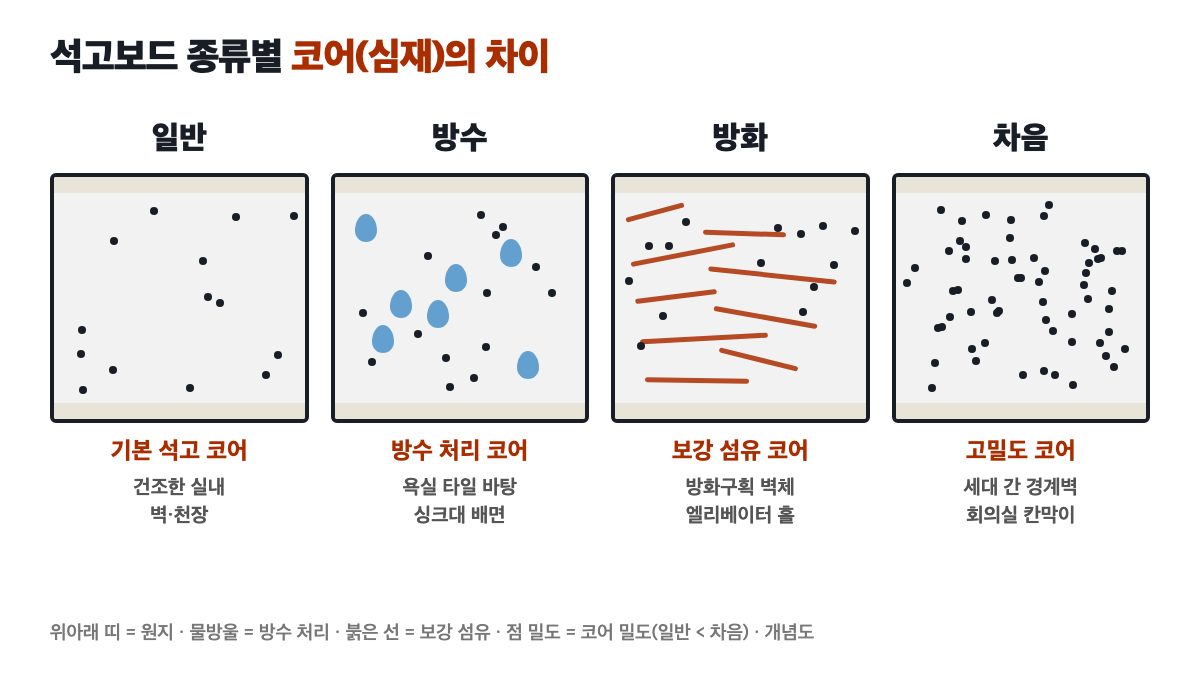 석고보드 종류별 코어(심재)의 차이
일반
방수
방화
차음
기본 석고 코어
건조한 실내
벽·천장
방수 처리 코어
욕실 타일 바탕
싱크대 배면
보강 섬유 코어
방화구획 벽체
엘리베이터 홀
고밀도 코어
세대 간 경계벽
회의실 칸막이
위아래 띠 = 원지 · 물방울 = 방수 처리 · 붉은 선 = 보강 섬유 · 점 밀도 = 코어 밀도(일반 < 차음) · 개념도